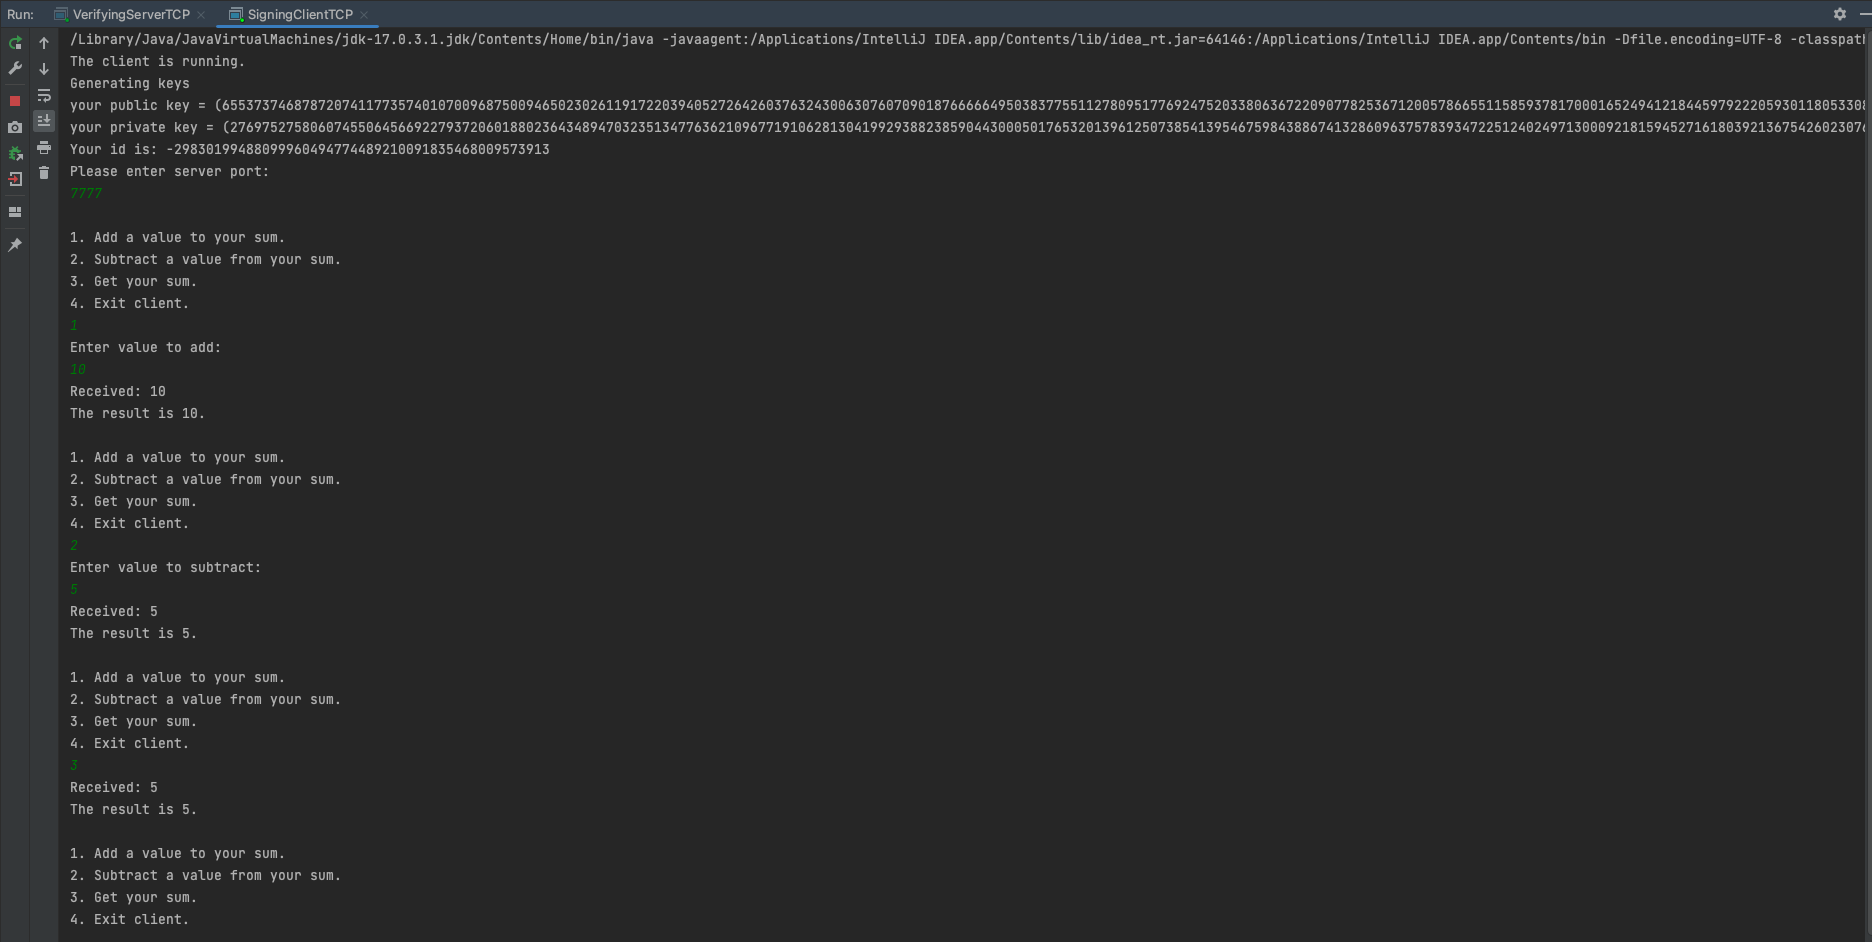 Run: VerifyingServerTCP SigningClientTCP
/Library/Java/JavaVirtualMachines/jdk-17.0.3.1.jdk/Contents/Home/bin/java -javaagent:/Applications/IntelliJ IDEA.app/Contents/lib/idea_rt.jar=64146:/Applications/IntelliJ IDEA.app/Contents/bin -Dfile.encoding=UTF-8 -classpath
The client is running.
Generating keys
your public key =
your private key =
Your id is: -298301994880999604947744892100918354680095739​13
Please enter server port:
7777
1. Add a value to your sum.
2. Subtract a value from your sum.
3. Get your sum.
4. Exit client.
1
Enter value to add:
10
Received: 10
The result is 10.
1. Add a value to your sum.
2. Subtract a value from your sum.
3. Get your sum.
4. Exit client.
2
Enter value to subtract:
5
Received: 5
The result is 5.
1. Add a value to your sum.
2. Subtract a value from your sum.
3. Get your sum.
4. Exit client.
3
Received: 5
The result is 5.
1. Add a value to your sum.
2. Subtract a value from your sum.
3. Get your sum.
4. Exit client.